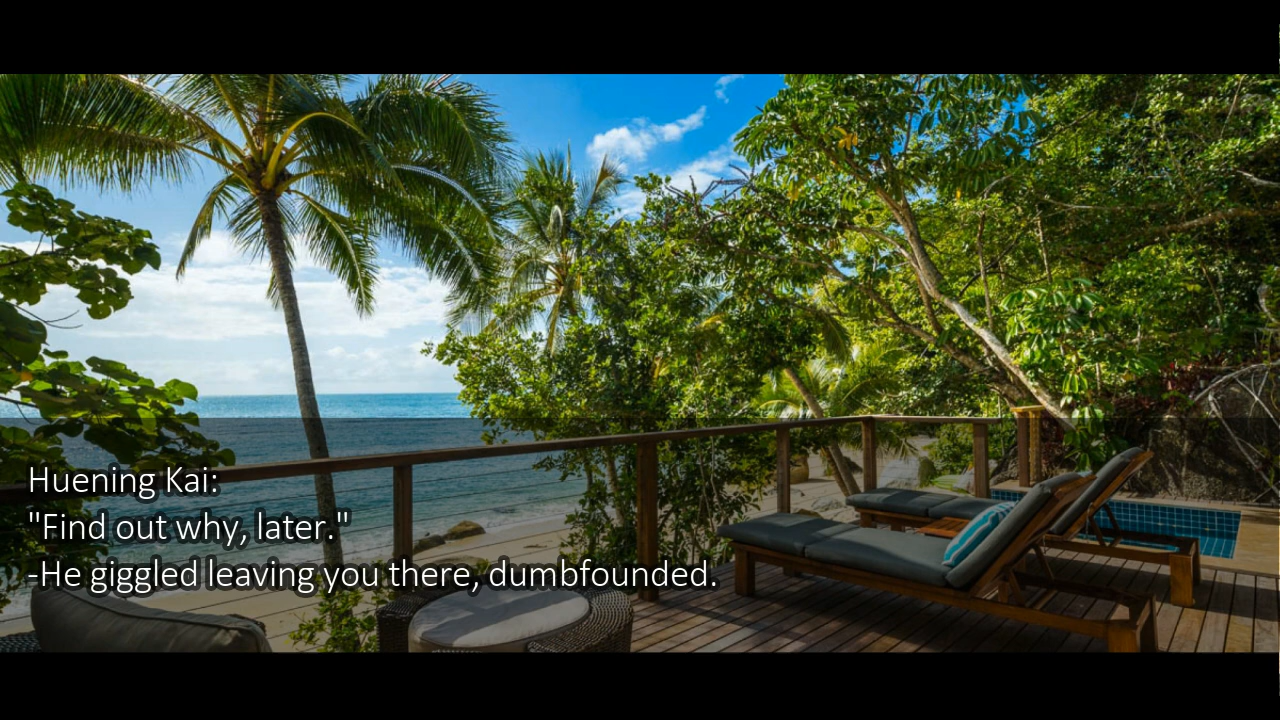 Huening Kai:
"Find out why, later."
-He giggled leaving you there, dumbfounded.